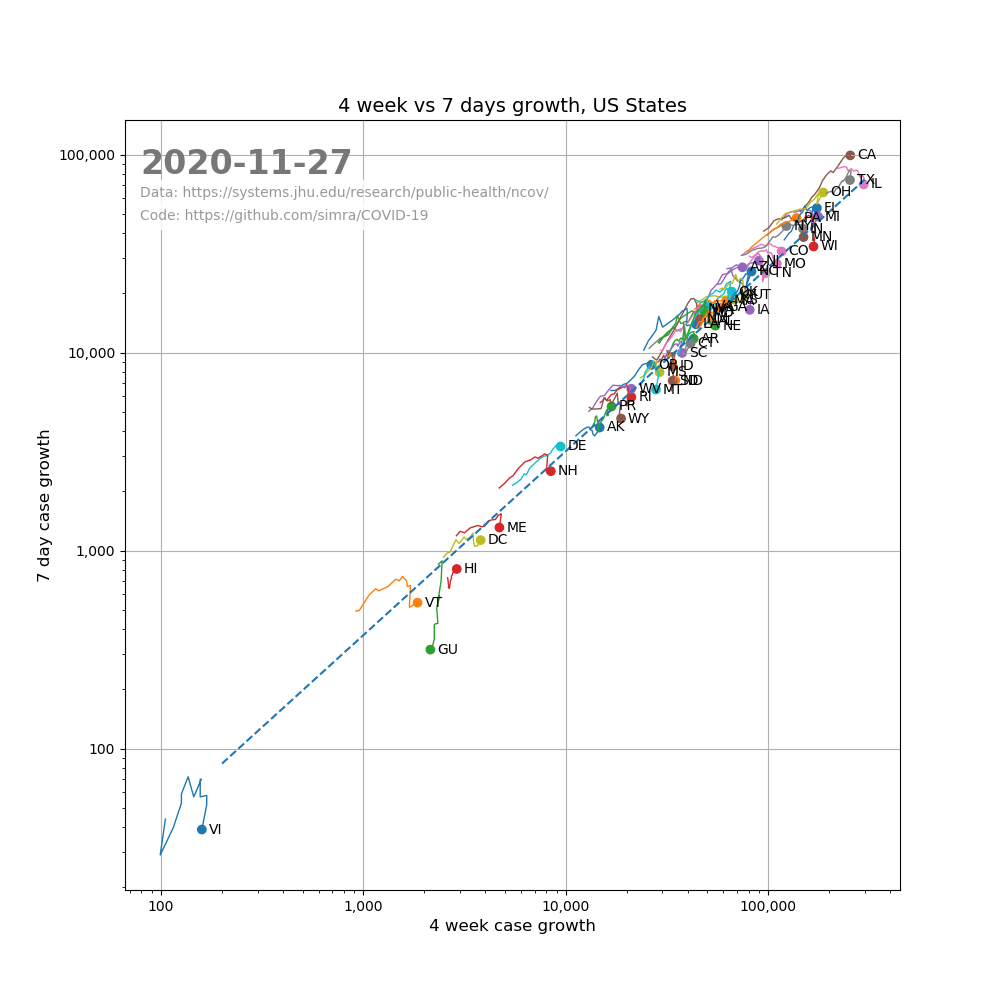 4 week vs 7 days growth, US States
2020-11-27
Data: https://systems.jhu.edu/research/public-health/ncov/
Code: https://github.com/simra/COVID-19
7 day case growth
100,000
10,000
1,000
100
CA
TX
IL
OH
FL
PA
MI
NY
IN
MN
WI
CO
NJ
MO
AZ
NC
TN
UT
IA
GA
NE
AR
CT
SC
OR
ID
MS
SD
ND
WV
MT
RI
PR
WY
AK
DE
NH
ME
DC
HI
VT
GU
VI
100
1,000
10,000
100,000
4 week case growth